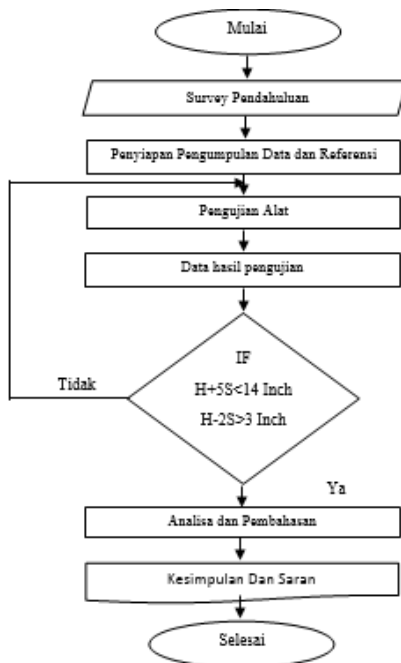 Mulai
Survey Pendahuluan
Penyiapan Pengumpulan Data dan Referensi
Pengujian Alat
Data hasil pengujian
IF
H+5S<14 Inch
H-2S>3 Inch
Tidak
Ya
Analisa dan Pembahasan
Kesimpulan Dan Saran
Selesai